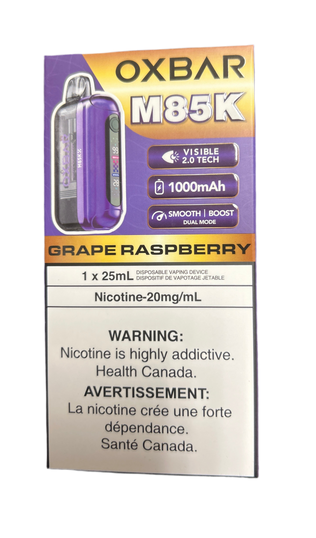 OXBAR
M85K
VISIBLE
2.0 TECH
1000mAh
SMOOTH | BOOST
DUAL MODE
GRAPE RASPBERRY
1 x 25mL DISPOSABLE VAPING DEVICE
DISPOSITIF DE VAPOTAGE JETABLE
Nicotine-20mg/mL
WARNING:
Nicotine is highly addictive.
Health Canada.
AVERTISSEMENT:
La nicotine crée une forte
dépendance.
Santé Canada.